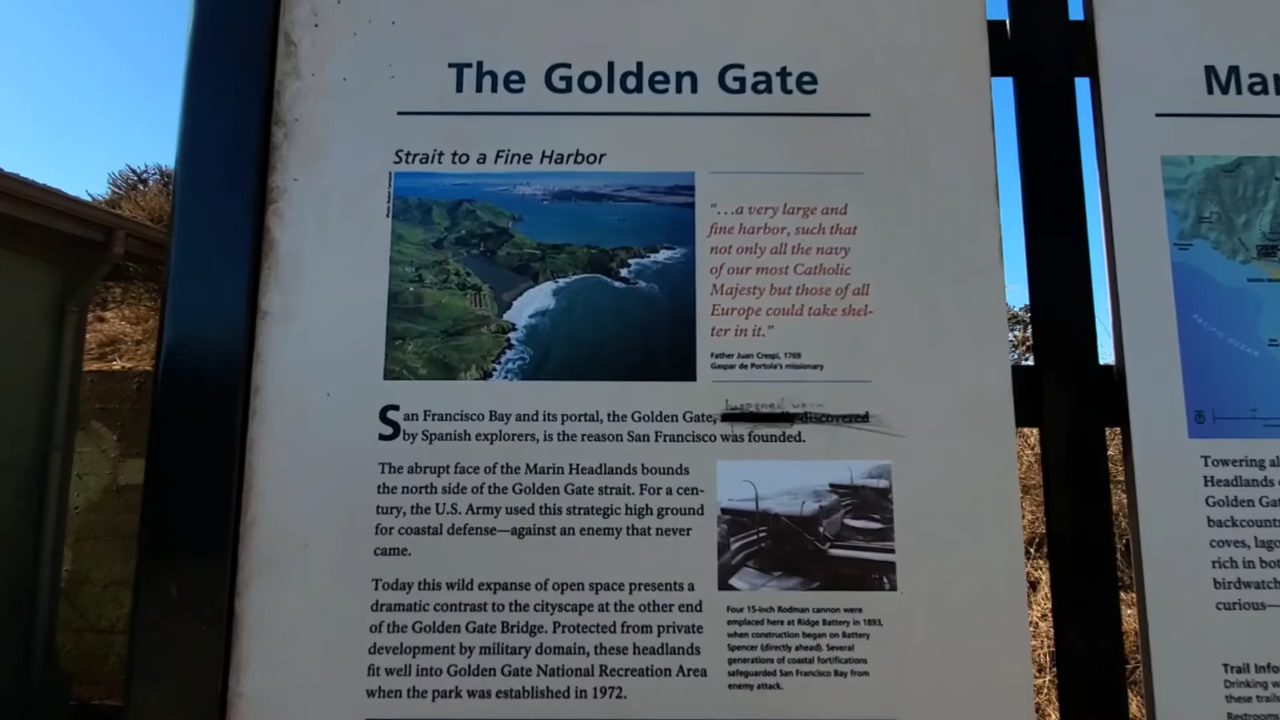 The Golden Gate
Strait to a Fine Harbor
“...a very large and
fine harbor, such that
not only all the navy
of our most Catholic
Majesty but those of all
Europe could take shel-
ter in it.”
Father Juan Crespi, 1769
Gaspar de Portola's missionary
San Francisco Bay and its portal, the Golden Gate, discovered
by Spanish explorers, is the reason San Francisco was founded.
The abrupt face of the Marin Headlands bounds
the north side of the Golden Gate strait. For a cen-
tury, the U.S. Army used this strategic high ground
for coastal defense—against an enemy that never
came.
Today this wild expanse of open space presents a
dramatic contrast to the cityscape at the other end
of the Golden Gate Bridge. Protected from private
development by military domain, these headlands
fit well into Golden Gate National Recreation Area
when the park was established in 1972.
Four 15-inch Rodman cannon were
emplaced here at Ridge Battery in 1893,
when construction began on Battery
Spencer (directly ahead). Several
generations of coastal fortifications
safeguarded San Francisco Bay from
enemy attack.
Mar
PACIFIC OCEAN
Towering al
Headlands
Golden Ga
backcount
coves, lago
rich in bot
birdwatch
curious—
Trail Infor
Drinking w
these trails
Restrooms